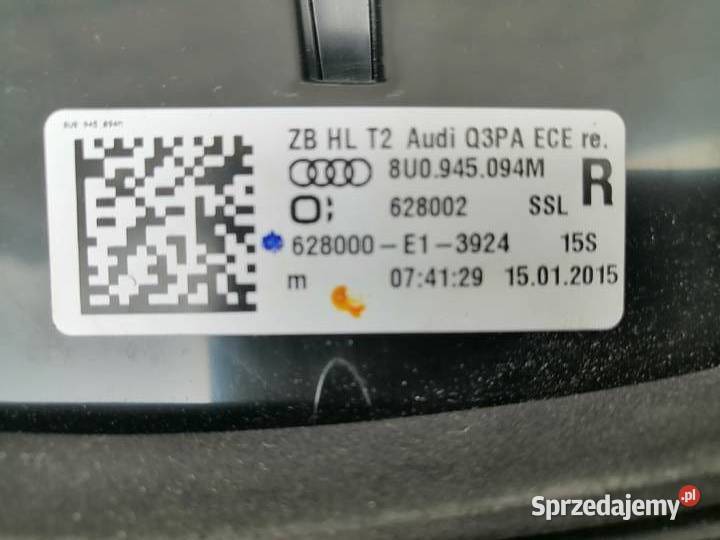 8U0 945 094M
ZB HL T2 Audi Q3PA ECE re.
8U0.945.094M R
628002 SSL
628000-E1-3924 15S
m 07:41:29 15.01.2015
Sprzedajemy.pl